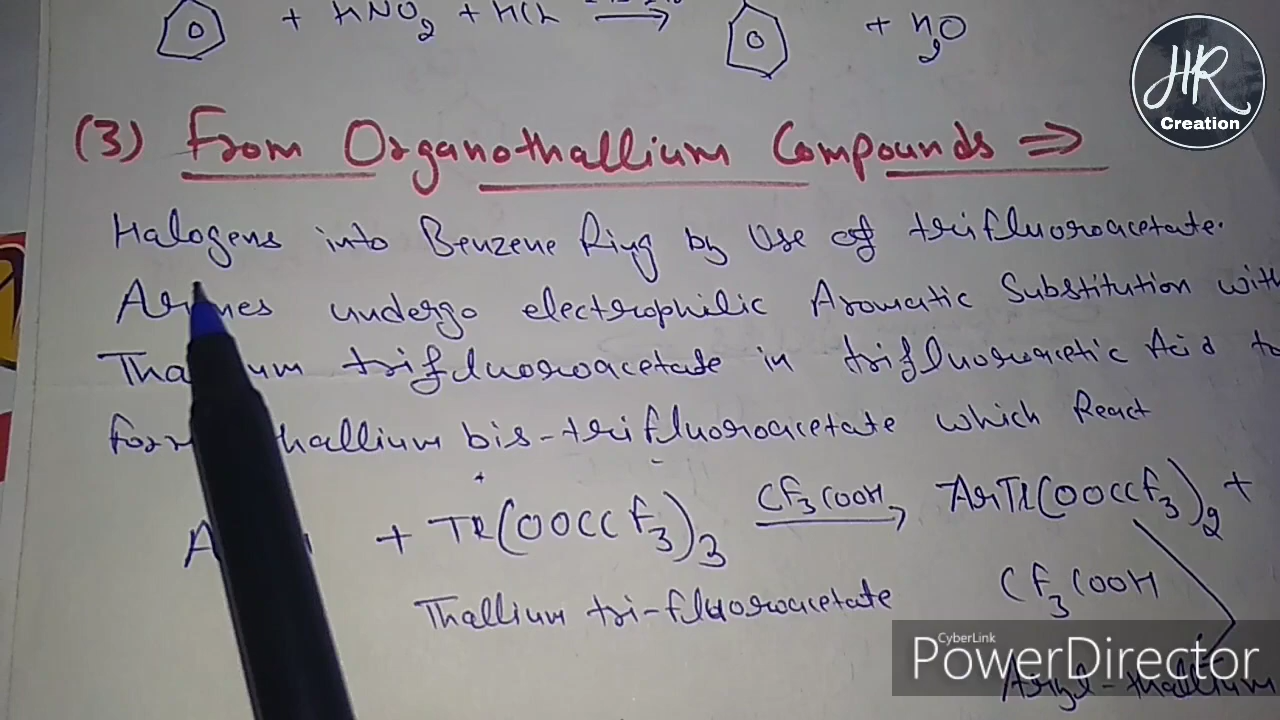 + HNO2 + HCl → + H2O
HR
Creation
(3) From Organothallium Compounds ⇒
Halogens into Benzene Ring by Use of trifluoroacetate.
undergo electrophilic Aromatic Substitution with
trifluoroacetate in trifluoroacetic Acid to
bis-trifluoroacetate which React
+ Tl(OOCCF3)3 CF3COOH → ArTl(OOCCF3)2 +
Thallium tri-fluoroacetate CF3COOH
CyberLink
PowerDirector
Aryl-thallium